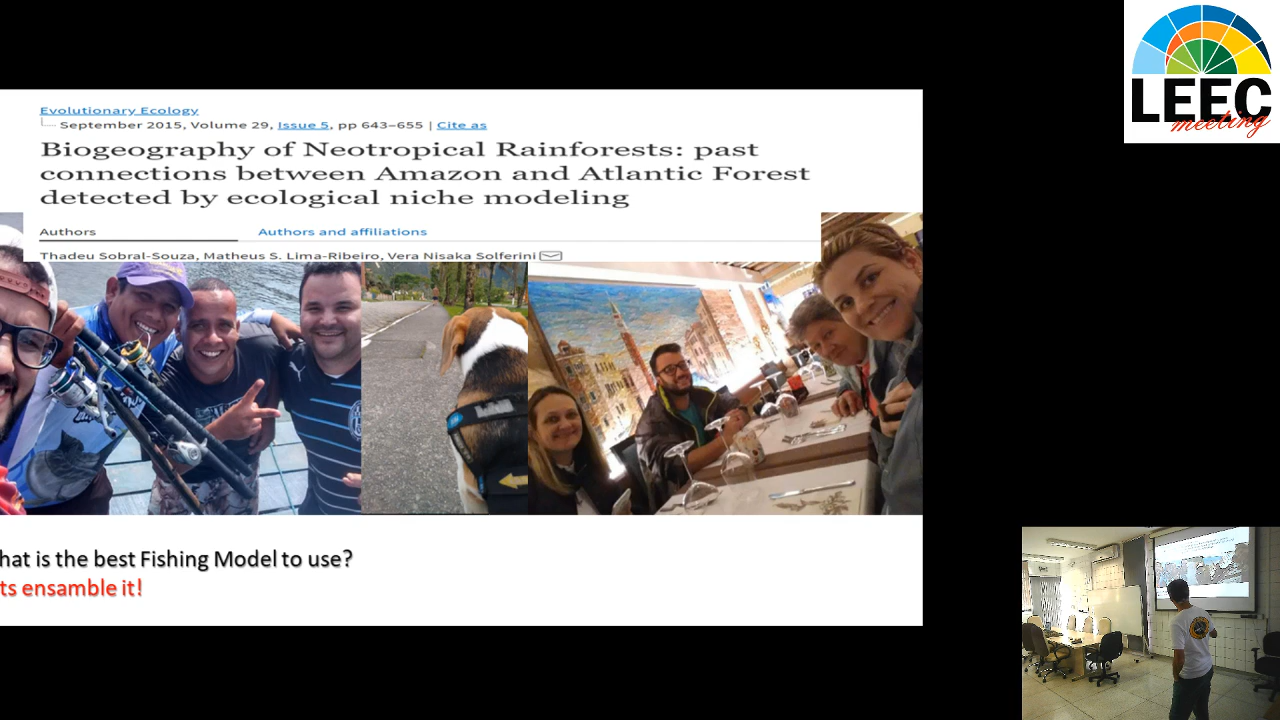 Evolutionary Ecology
September 2015, Volume 29, Issue 5, pp 643–655 | Cite as
Biogeography of Neotropical Rainforests: past
connections between Amazon and Atlantic Forest
detected by ecological niche modeling
Authors
Authors and affiliations
Thadeu Sobral-Souza, Matheus S. Lima-Ribeiro, Vera Nisaka Solferini
hat is the best Fishing Model to use?
ts ensamble it!
LEEC
meeting